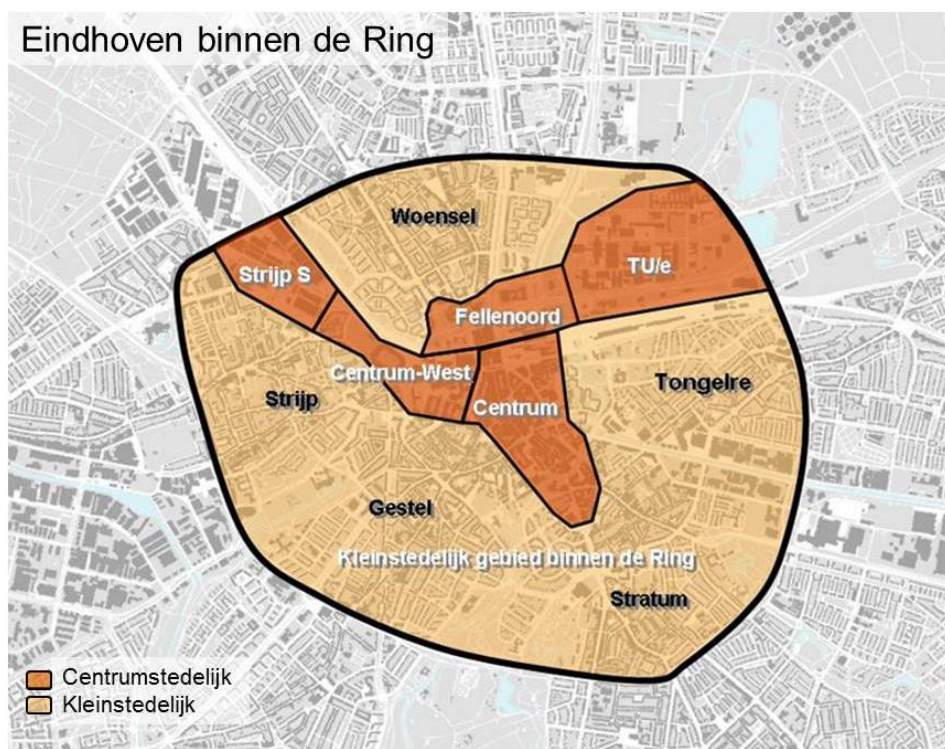 Eindhoven binnen de Ring
Woensel
Strijp S
TU/e
Fellenoord
Centrum-West
Tongelre
Strijp
Centrum
Gestel
Kleinstedelijk gebied binnen de Ring
Stratum
Centrumstedelijk
Kleinstedelijk